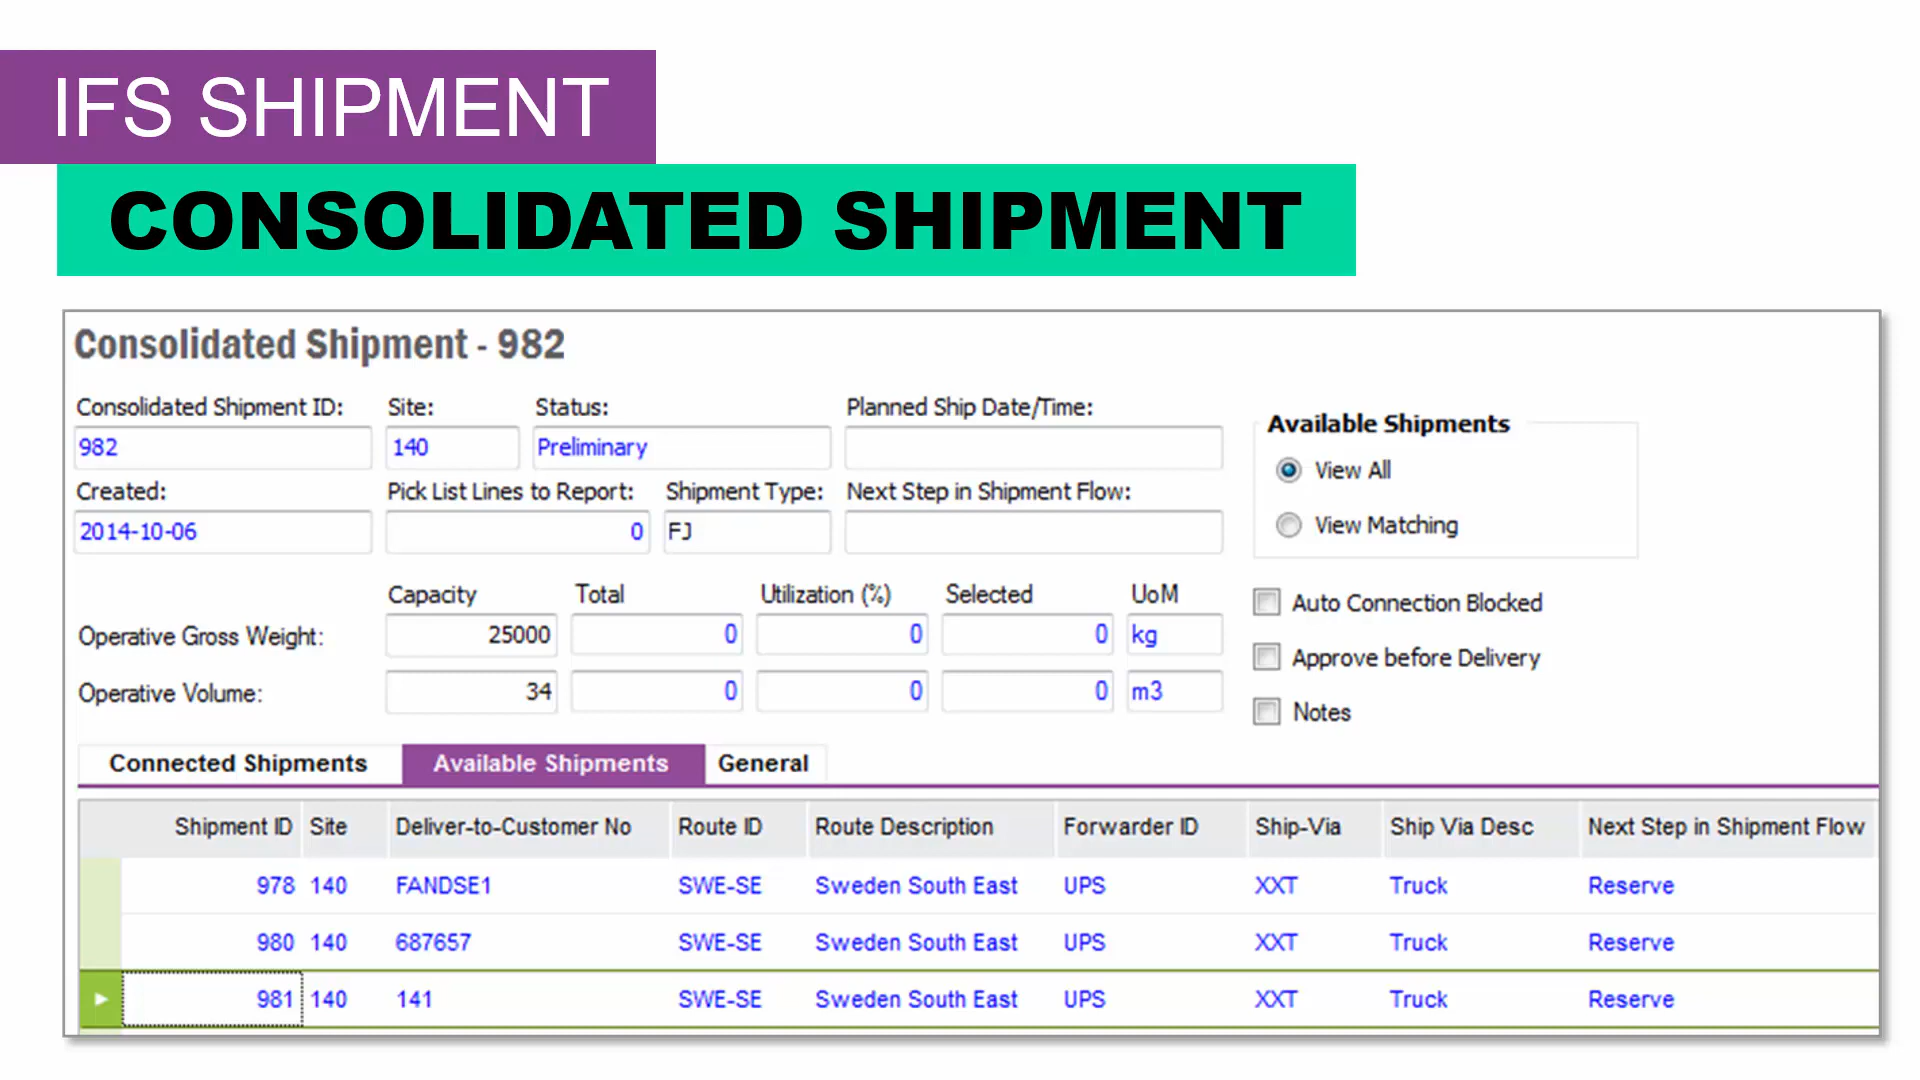 IFS SHIPMENT
CONSOLIDATED SHIPMENT
Consolidated Shipment - 982
Consolidated Shipment ID: Site: Status: Planned Ship Date/Time:
982 140 Preliminary
Created: Pick List Lines to Report: Shipment Type: Next Step in Shipment Flow:
2014-10-06 0 FJ
Available Shipments
View All
View Matching
Capacity Total Utilization (%) Selected UoM
Operative Gross Weight: 25000 0 0 0 kg
Operative Volume: 34 0 0 0 m3
Auto Connection Blocked
Approve before Delivery
Notes
Connected Shipments Available Shipments General
Shipment ID Site Deliver-to-Customer No Route ID Route Description Forwarder ID Ship-Via Ship Via Desc Next Step in Shipment Flow
978 140 FANDSE1 SWE-SE Sweden South East UPS XXT Truck Reserve
980 140 687657 SWE-SE Sweden South East UPS XXT Truck Reserve
981 140 141 SWE-SE Sweden South East UPS XXT Truck Reserve